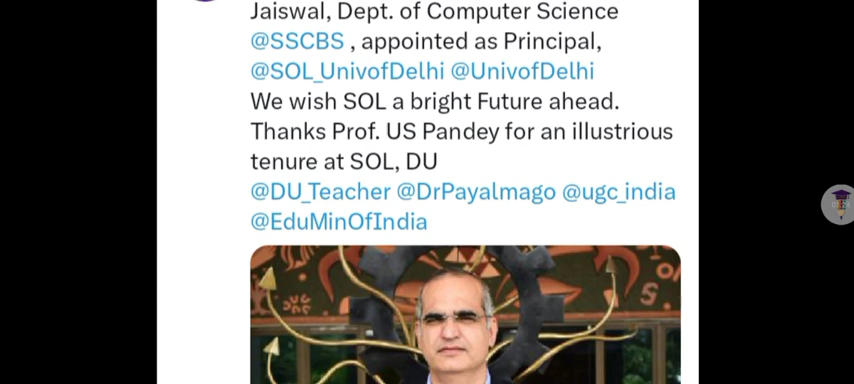 Jaiswal, Dept. of Computer Science
@SSCBS , appointed as Principal,
@SOL_UnivofDelhi @UnivofDelhi
We wish SOL a bright Future ahead.
Thanks Prof. US Pandey for an illustrious
tenure at SOL, DU
@DU_Teacher @DrPayalmago @ugc_india
@EduMinOfIndia